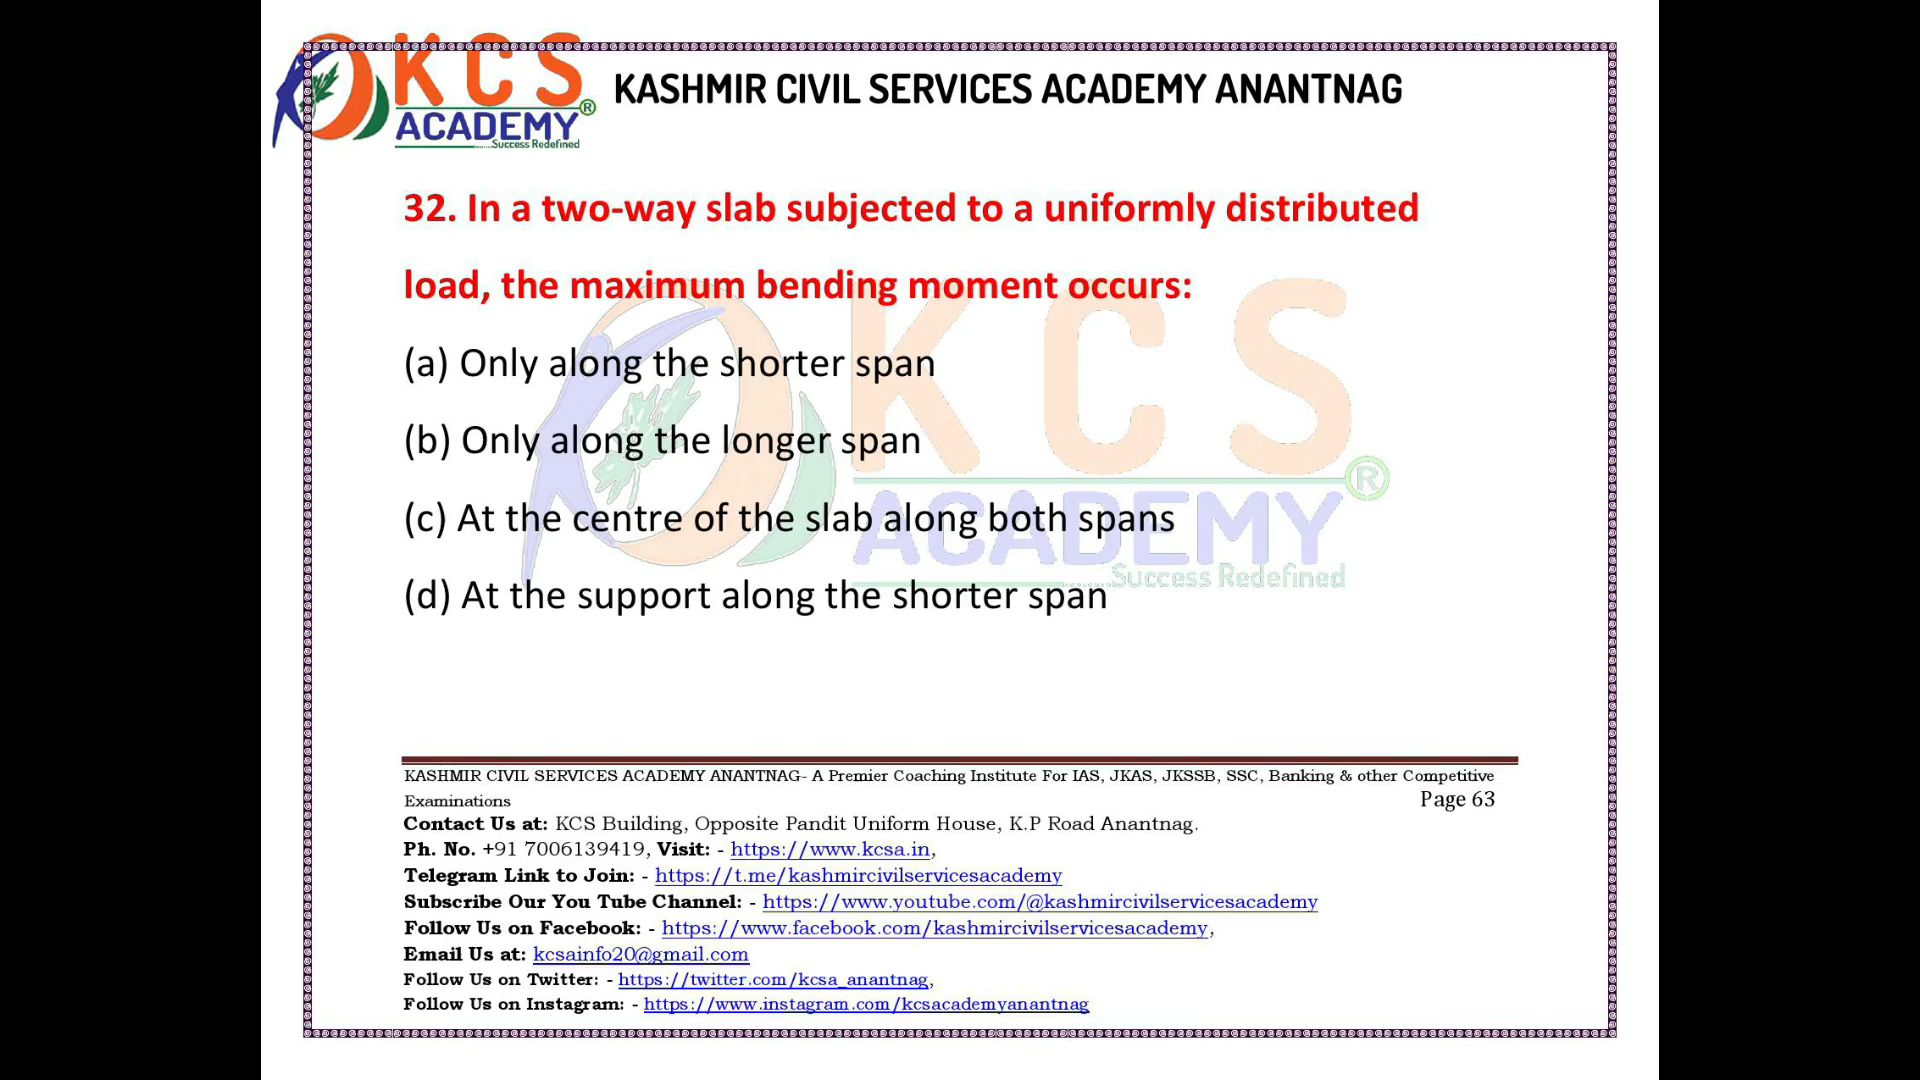 KCS
ACADEMY®
......Success Redefined
KASHMIR CIVIL SERVICES ACADEMY ANANTNAG
32. In a two-way slab subjected to a uniformly distributed
load, the maximum bending moment occurs:
(a) Only along the shorter span
(b) Only along the longer span
(c) At the centre of the slab along both spans
(d) At the support along the shorter span
KCS
ACADEMY®
.......Success Redefined
KASHMIR CIVIL SERVICES ACADEMY ANANTNAG- A Premier Coaching Institute For IAS, JKAS, JKSSB, SSC, Banking & other Competitive
Examinations Page 63
Contact Us at: KCS Building, Opposite Pandit Uniform House, K.P Road Anantnag.
Ph. No. +91 7006139419, Visit: - https://www.kcsa.in,
Telegram Link to Join: - https://t.me/kashmircivilservicesacademy
Subscribe Our You Tube Channel: - https://www.youtube.com/@kashmircivilservicesacademy
Follow Us on Facebook: - https://www.facebook.com/kashmircivilservicesacademy,
Email Us at: kcsainfo20@gmail.com
Follow Us on Twitter: - https://twitter.com/kcsa_anantnag,
Follow Us on Instagram: - https://www.instagram.com/kcsacademyanantnag